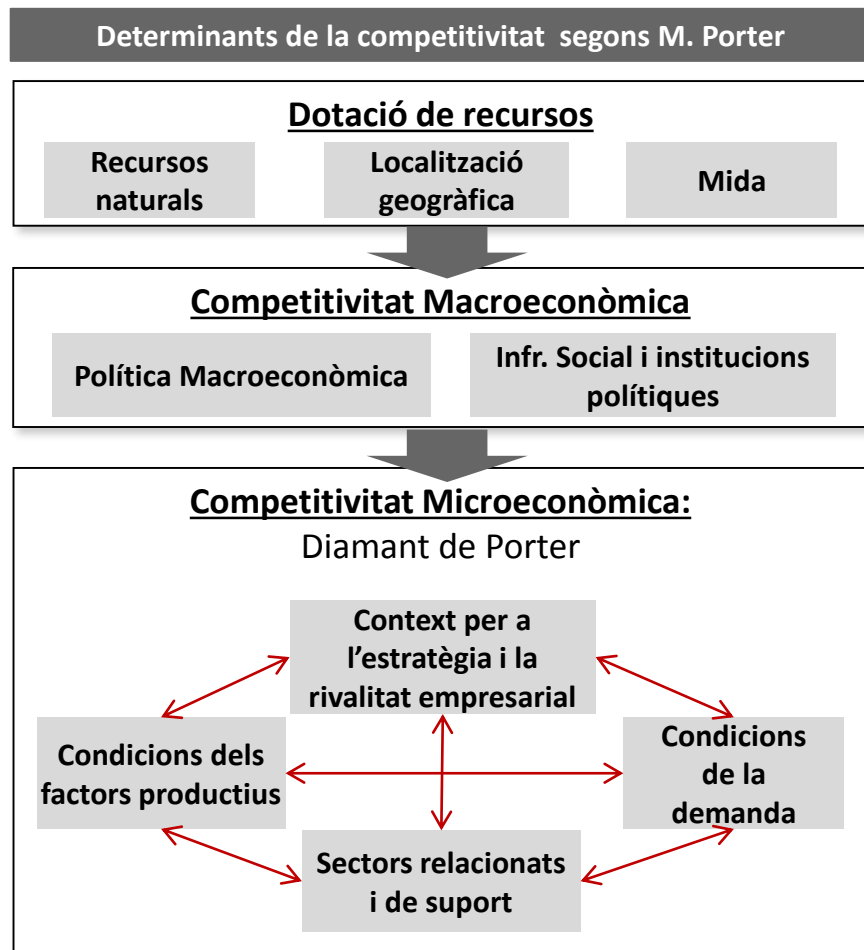 Determinants de la competitivitat segons M. Porter
Dotació de recursos
Recursos
naturals
Localització
geogràfica
Mida
Competitivitat Macroeconòmica
Política Macroeconòmica
Infr. Social i institucions
polítiques
Competitivitat Microeconòmica:
Diamant de Porter
Context per a
l’estratègia i la
rivalitat empresarial
Condicions dels
factors productius
Condicions
de la
demanda
Sectors relacionats
i de suport